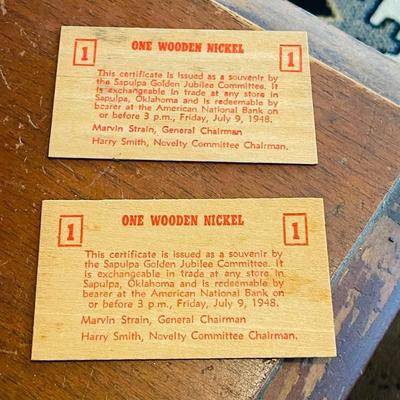 1 ONE WOODEN NICKEL 1
This certificate is issued as a souvenir by
the Sapulpa Golden Jubilee Committee. It
is exchangeable in trade at any store in
Sapulpa, Oklahoma and is redeemable by
bearer at the American National Bank on
or before 3 p.m., Friday, July 9, 1948.
Marvin Strain, General Chairman
Harry Smith, Novelty Committee Chairman.
1 ONE WOODEN NICKEL 1
This certificate is issued as a souvenir by
the Sapulpa Golden Jubilee Committee. It
is exchangeable in trade at any store in
Sapulpa, Oklahoma and is redeemable by
bearer at the American National Bank on
or before 3 p.m., Friday, July 9, 1948.
Marvin Strain, General Chairman
Harry Smith, Novelty Committee Chairman.